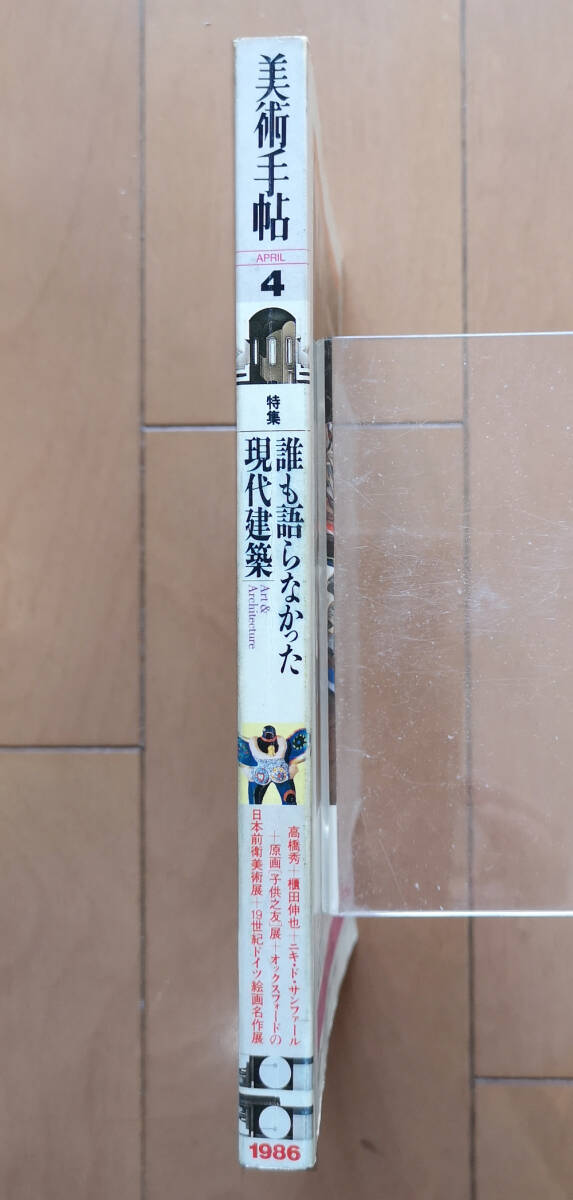 美術手帖
APRIL
4
特集
誰も語らなかった
現代建築
Art &
Architecture
高橋秀+櫃田伸也+ニキ・ド・サンファール
+原画「子供之友」展+オックスフォードの
日本前衛美術展+19世紀ドイツ絵画名作展
1986